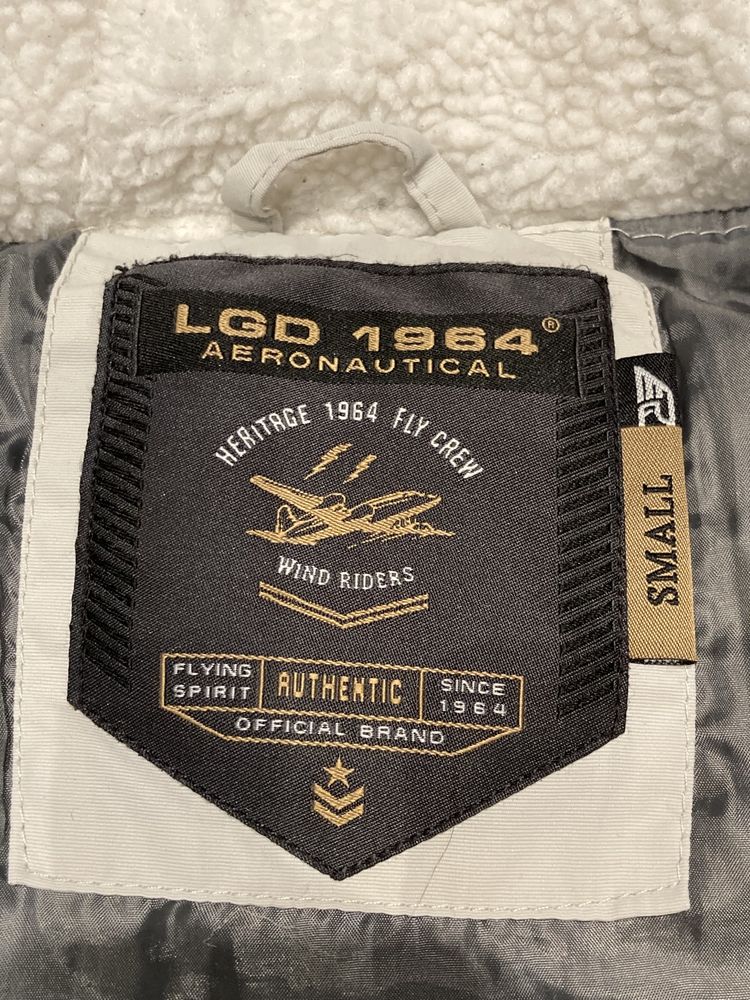 LGD 1964®
AERONAUTICAL
HERITAGE 1964 FLY CREW
WIND RIDERS
FLYING SPIRIT
AUTHENTIC
SINCE 1964
OFFICIAL BRAND
SMALL